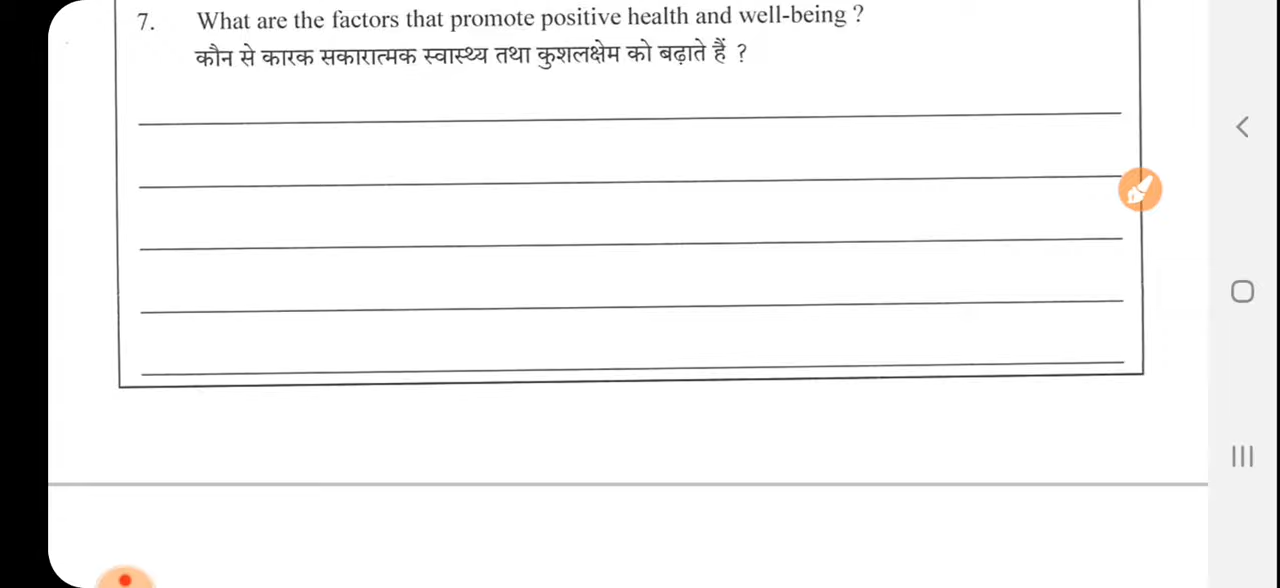 7. What are the factors that promote positive health and well-being ?
कौन से कारक सकारात्मक स्वास्थ्य तथा कुशलक्षेम को बढ़ाते हैं ?